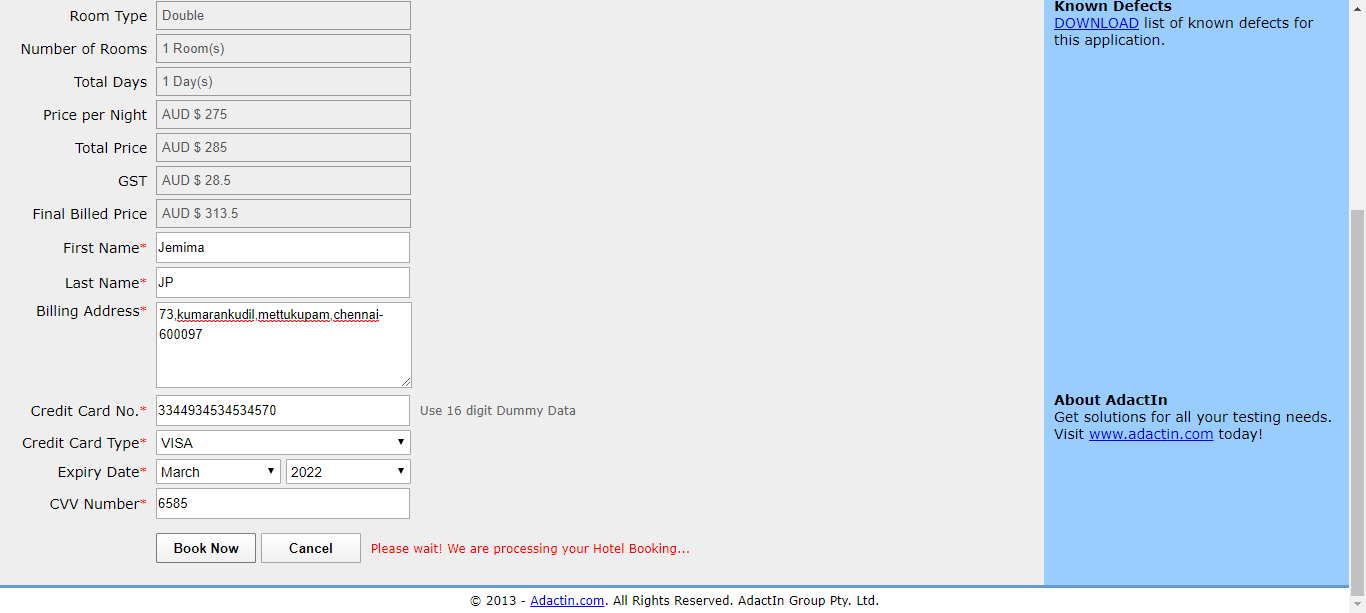 Room Type Double
Number of Rooms 1 Room(s)
Total Days 1 Day(s)
Price per Night AUD $ 275
Total Price AUD $ 285
GST AUD $ 28.5
Final Billed Price AUD $ 313.5
First Name* Jemima
Last Name* JP
Billing Address* 73,kumarankudil,mettukupam,chennai-
600097
Credit Card No.* 3344934534534570 Use 16 digit Dummy Data
Credit Card Type* VISA
Expiry Date* March 2022
CVV Number* 6585
Book Now Cancel Please wait! We are processing your Hotel Booking...
Known Defects
DOWNLOAD list of known defects for
this application.
About AdactIn
Get solutions for all your testing needs.
Visit www.adactin.com today!
© 2013 - Adactin.com. All Rights Reserved. AdactIn Group Pty. Ltd.